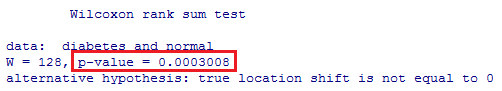 Wilcoxon rank sum test
data:  diabetes and normal
W = 128, p-value = 0.0003008
alternative hypothesis: true location shift is not equal to 0